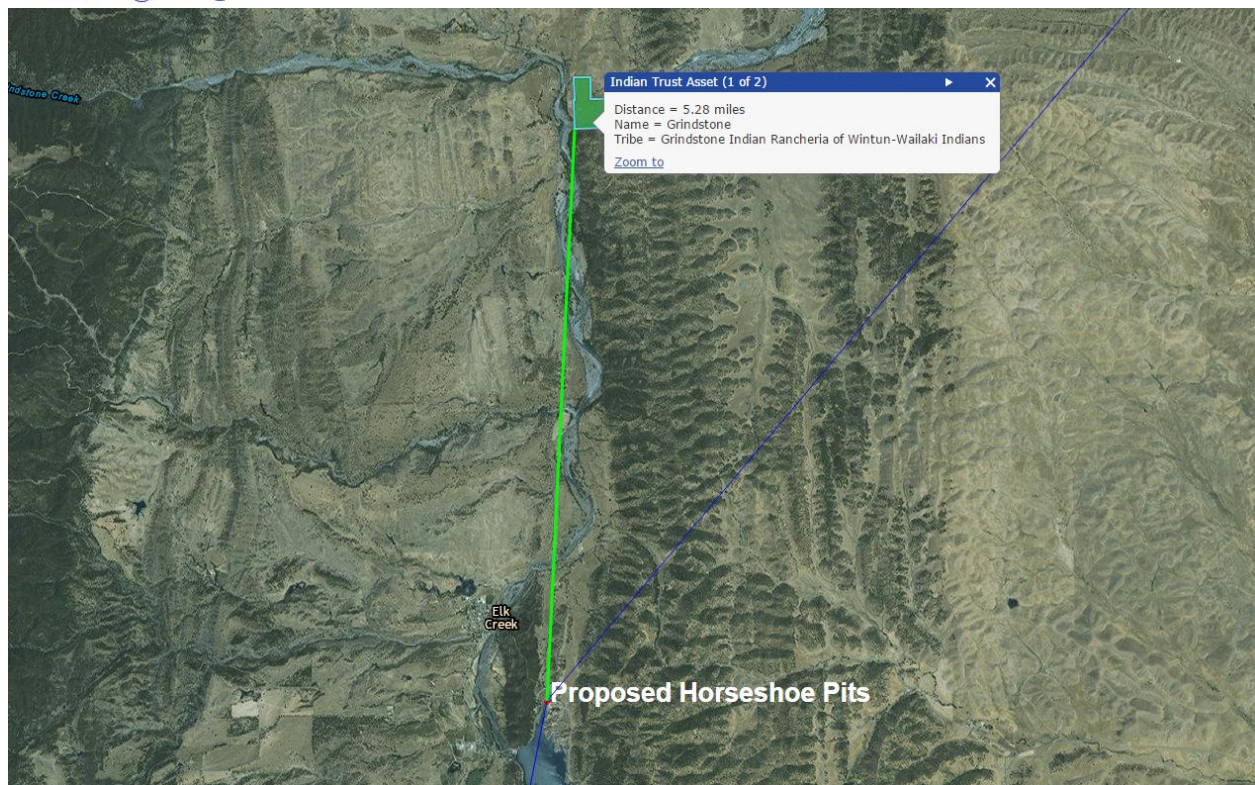 Indian Trust Asset (1 of 2)
Distance = 5.28 miles
Name = Grindstone
Tribe = Grindstone Indian Rancheria of Wintun-Wailaki Indians
Zoom to
ndstone Creek
Elk
Creek
Proposed Horseshoe Pits